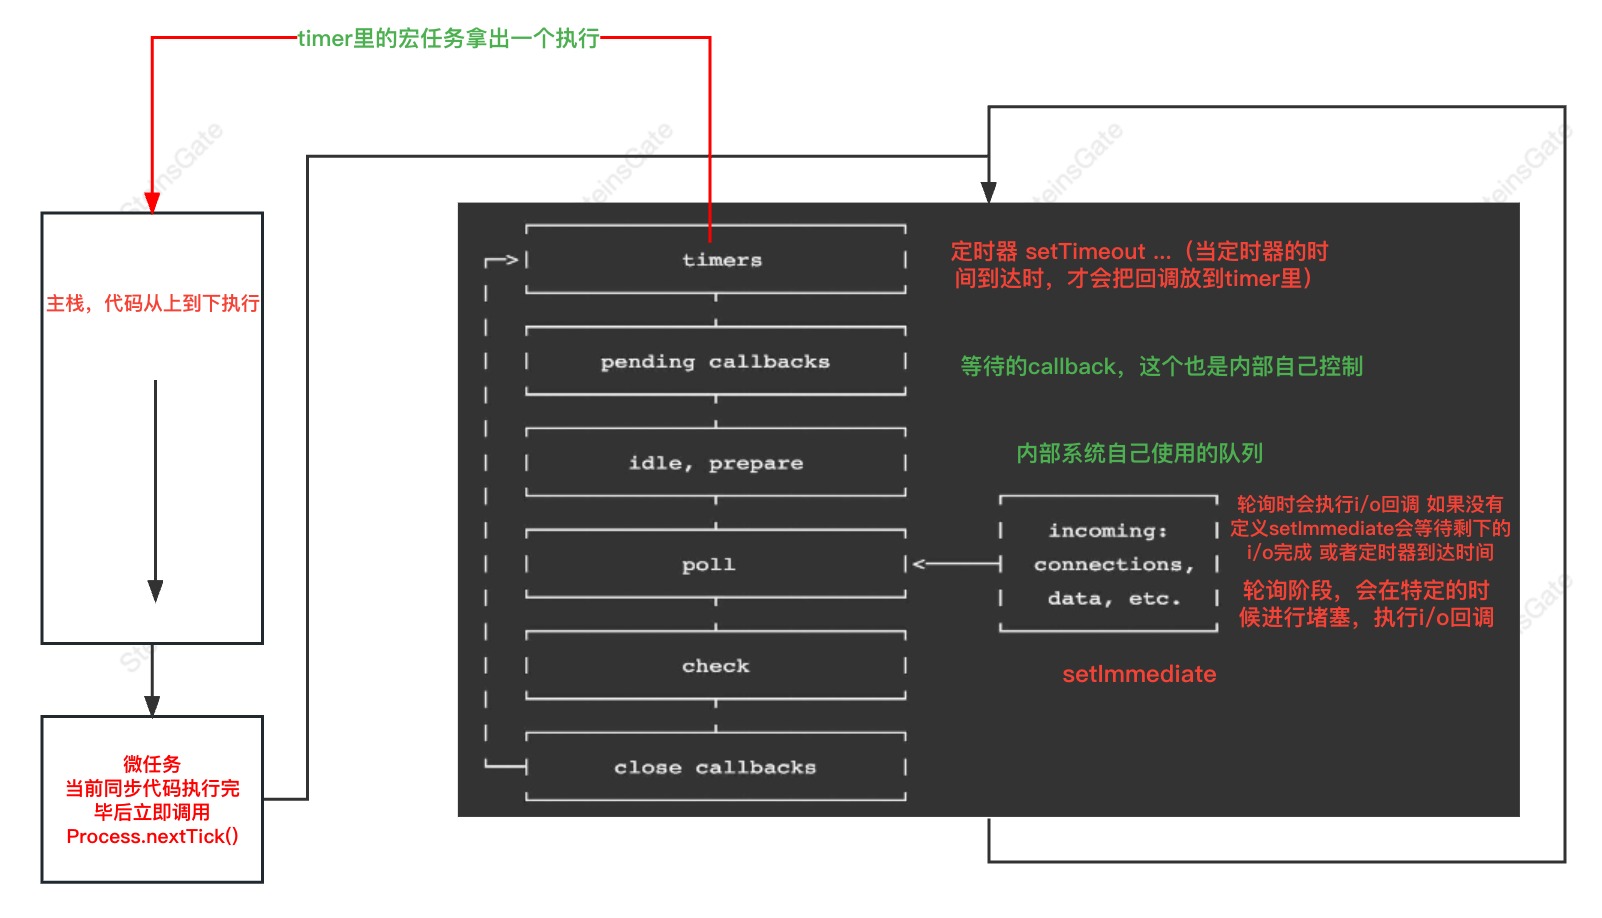 timer里的宏任务拿出一个执行
SteinsGate
SteinsGate
SteinsGate
SteinsGate
timers
定时器 setTimeout ...（当定时器的时
间到达时，才会把回调放到timer里）
主栈，代码从上到下执行
pending callbacks
等待的callback，这个也是内部自己控制
idle, prepare
内部系统自己使用的队列
poll
incoming:
connections,
data, etc.
轮询时会执行i/o回调 如果没有
定义setImmediate会等待剩下的
i/o完成 或者定时器到达时间
轮询阶段，会在特定的时
候进行堵塞，执行i/o回调
check
setImmediate
close callbacks
微任务
当前同步代码执行完
毕后立即调用
Process.nextTick()